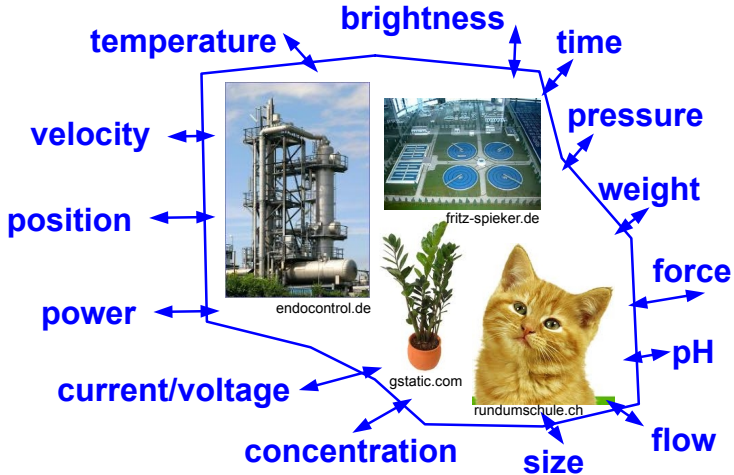 brightness
temperature
time
velocity
pressure
weight
position
fritz-spieker.de
force
power
endocontrol.de
pH
current/voltage
gstatic.com
rundumschule.ch
concentration
flow
size